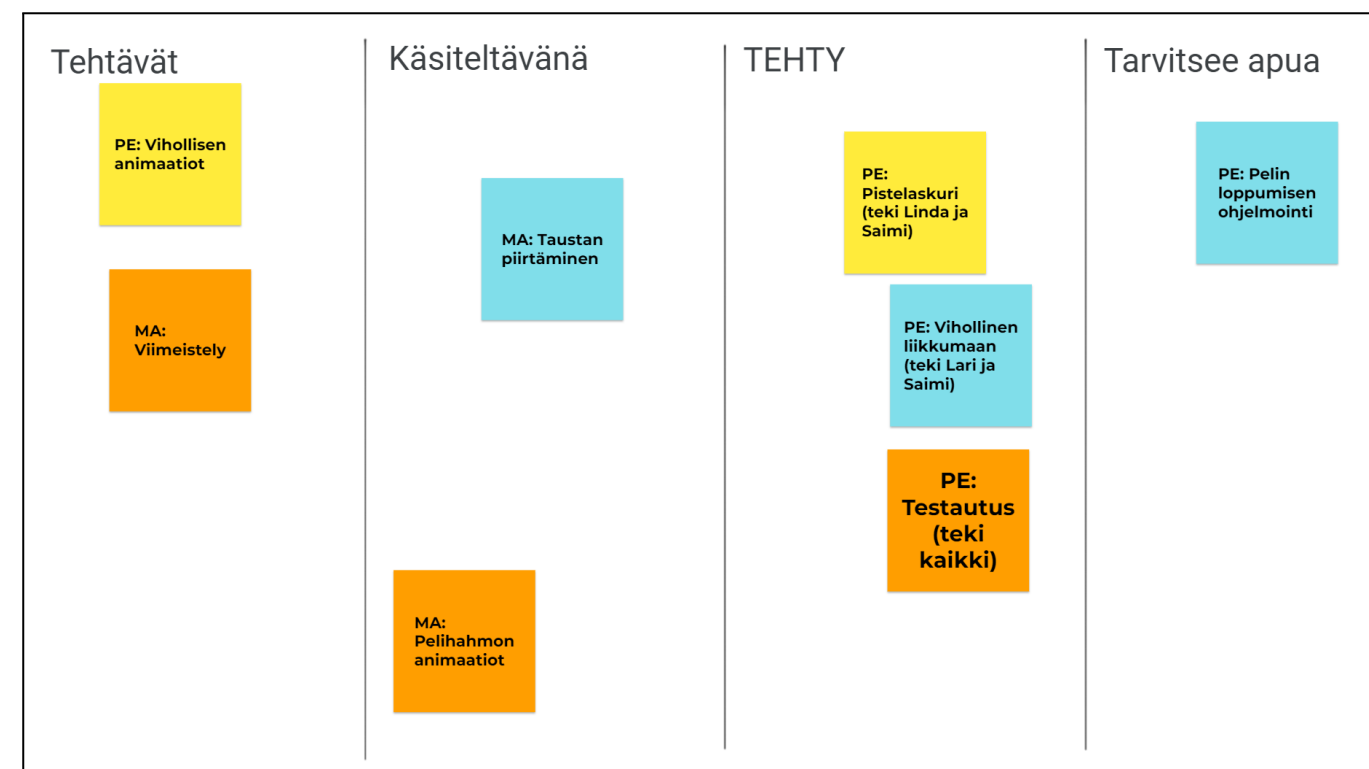 Tehtävät
PE: Vihollisen
animaatiot
MA:
Viimeistely
Käsiteltävänä
MA: Taustan
piirtäminen
MA:
Pelihahmon
animaatiot
TEHTY
PE:
Pistelaskuri
(teki Linda ja
Saimi)
PE: Vihollinen
liikkumaan
(teki Lari ja
Saimi)
PE:
Testautus
(teki
kaikki)
Tarvitsee apua
PE: Pelin
loppumisen
ohjelmointi